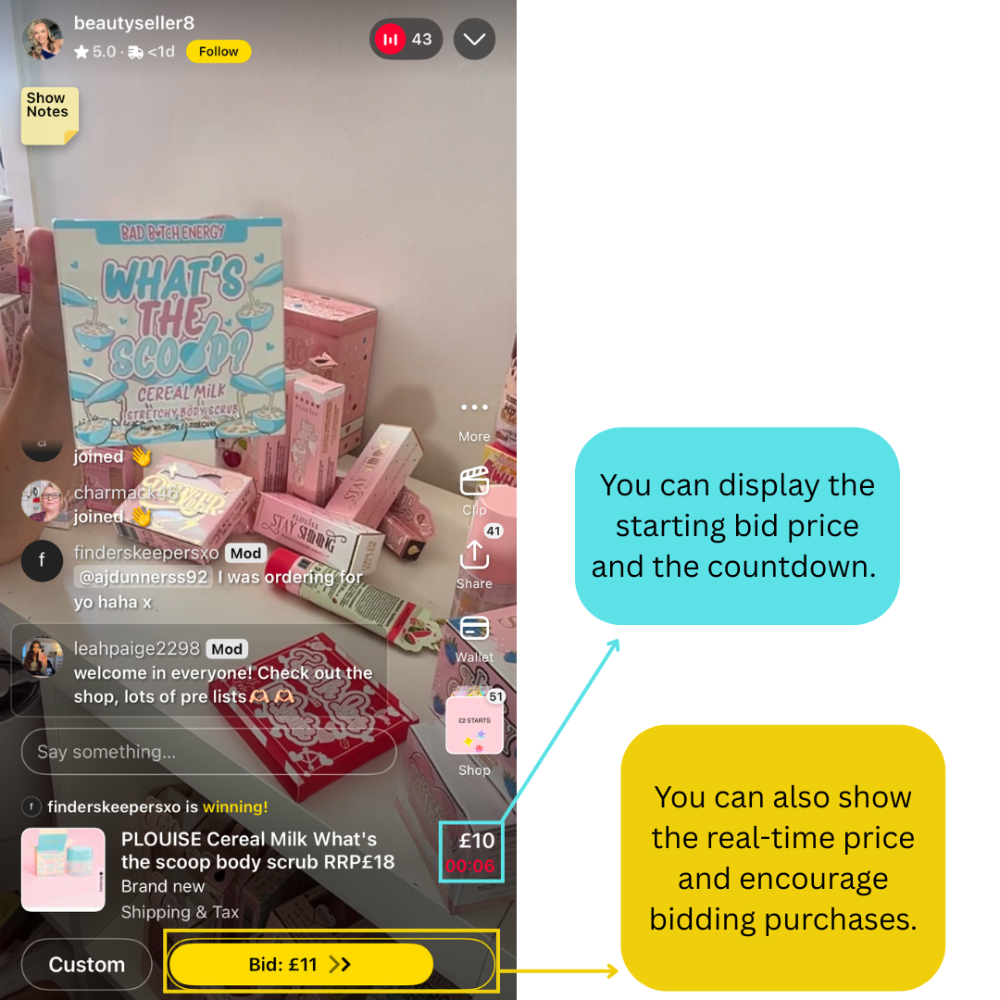 beautyseller8
5.0 · <1d
Follow
43
Show
Notes
BAD B♥TCH ENERGY
WHAT'S
THE
SCOOP?
CEREAL MILK
STRETCHY BODY SCRUB
More
a
joined 👋
charmack46
joined 👋
Clip
41
Share
f
finderskeepersxo Mod
@ajdunnerss92 I was ordering for
yo haha x
PLOUISE
STAY SHINING
Wallet
leahpaige2298 Mod
welcome in everyone! Check out the
shop, lots of pre lists🫶🏻🫶🏻
51
£2 STARTS
Shop
Say something...
f finderskeepersxo is winning!
PLOUISE Cereal Milk What's
the scoop body scrub RRP£18
Brand new
Shipping & Tax
£10
00:06
Custom
Bid: £11
You can display the
starting bid price
and the countdown.
You can also show
the real-time price
and encourage
bidding purchases.